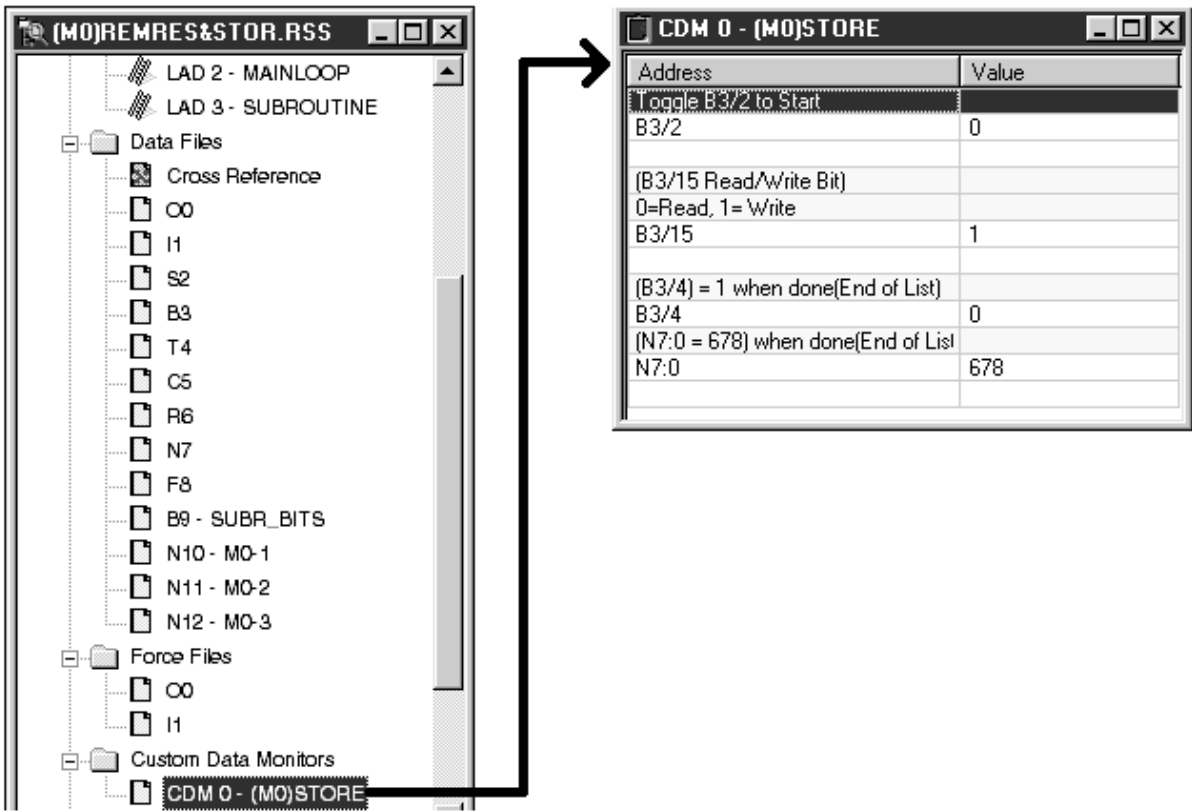 (M0)REMRES&STOR.RSS
LAD 2 - MAINLOOP
LAD 3 - SUBROUTINE
Data Files
Cross Reference
O0
I1
S2
B3
T4
C5
R6
N7
F8
B9 - SUBR_BITS
N10 - M0-1
N11 - M0-2
N12 - M0-3
Force Files
O0
I1
Custom Data Monitors
CDM 0 - (M0)STORE
CDM 0 - (M0)STORE
Address Value
Toggle B3/2 to Start
B3/2 0
(B3/15 Read/Write Bit)
0=Read, 1= Write
B3/15 1
(B3/4) = 1 when done(End of List)
B3/4 0
(N7:0 = 678) when done(End of List
N7:0 678